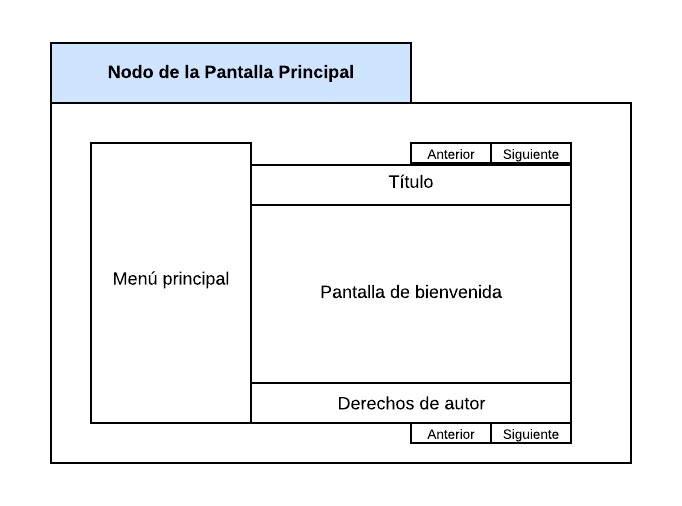 Nodo de la Pantalla Principal
Anterior
Siguiente
Título
Menú principal
Pantalla de bienvenida
Derechos de autor
Anterior
Siguiente